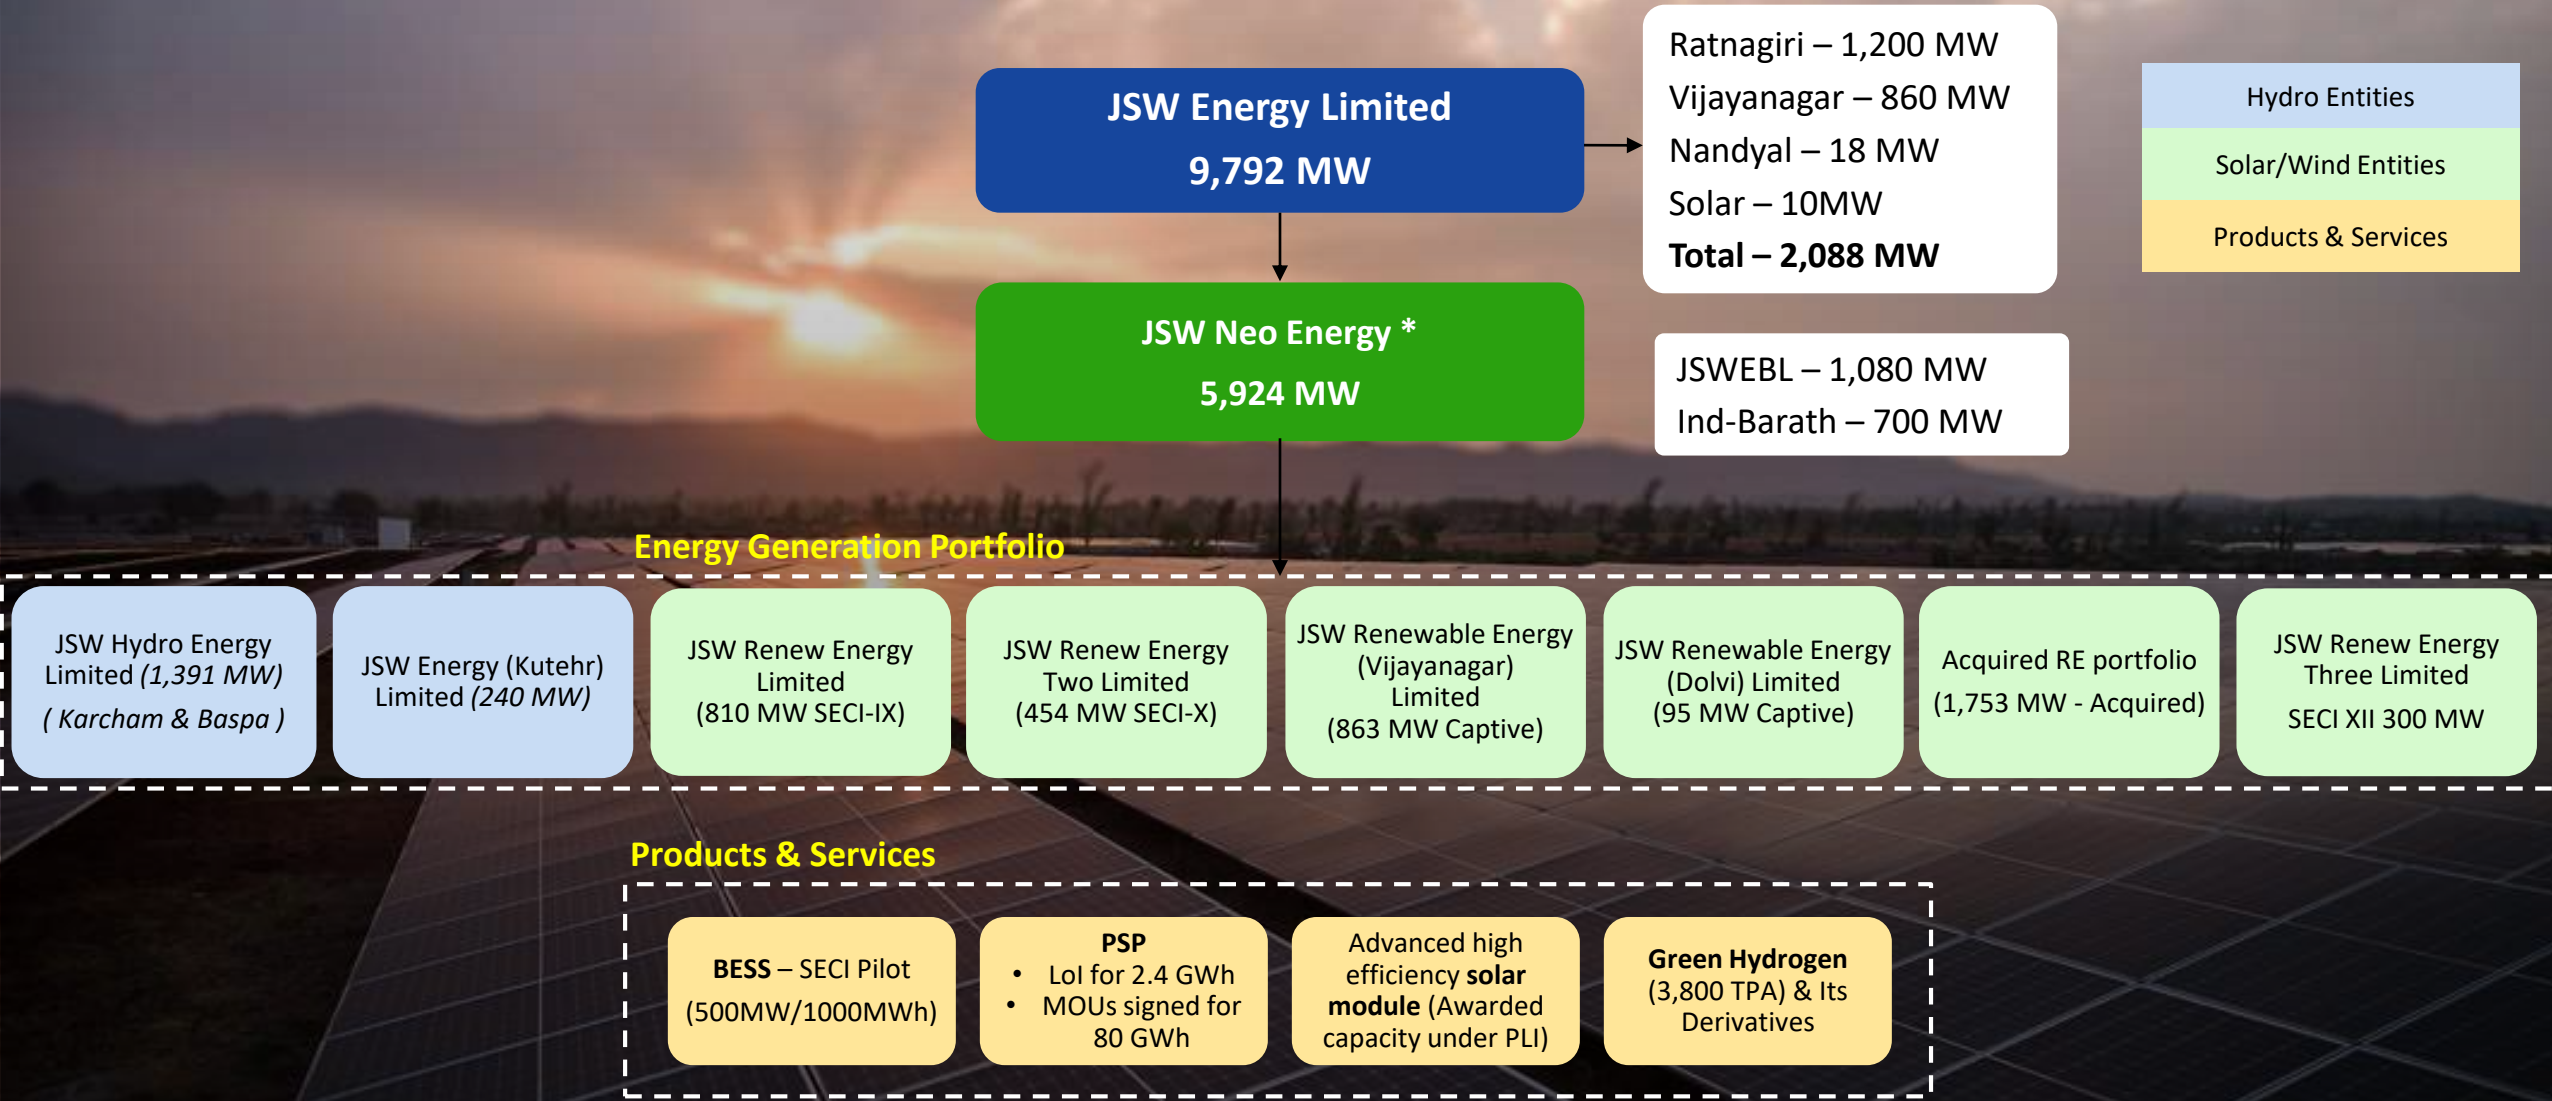 JSW Energy Limited
9,792 MW
Ratnagiri – 1,200 MW
Vijayanagar – 860 MW
Nandyal – 18 MW
Solar – 10MW
Total – 2,088 MW
Hydro Entities
Solar/Wind Entities
Products & Services
JSW Neo Energy *
5,924 MW
JSWEBL – 1,080 MW
Ind-Barath – 700 MW
Energy Generation Portfolio
JSW Hydro Energy
Limited (1,391 MW)
( Karcham & Baspa )
JSW Energy (Kutehr)
Limited (240 MW)
JSW Renew Energy
Limited
(810 MW SECI-IX)
JSW Renew Energy
Two Limited
(454 MW SECI-X)
JSW Renewable Energy
(Vijayanagar)
Limited
(863 MW Captive)
JSW Renewable Energy
(Dolvi) Limited
(95 MW Captive)
Acquired RE portfolio
(1,753 MW - Acquired)
JSW Renew Energy
Three Limited
SECI XII 300 MW
Products & Services
BESS – SECI Pilot
(500MW/1000MWh)
PSP
• LoI for 2.4 GWh
• MOUs signed for
80 GWh
Advanced high
efficiency solar
module (Awarded
capacity under PLI)
Green Hydrogen
(3,800 TPA) & Its
Derivatives